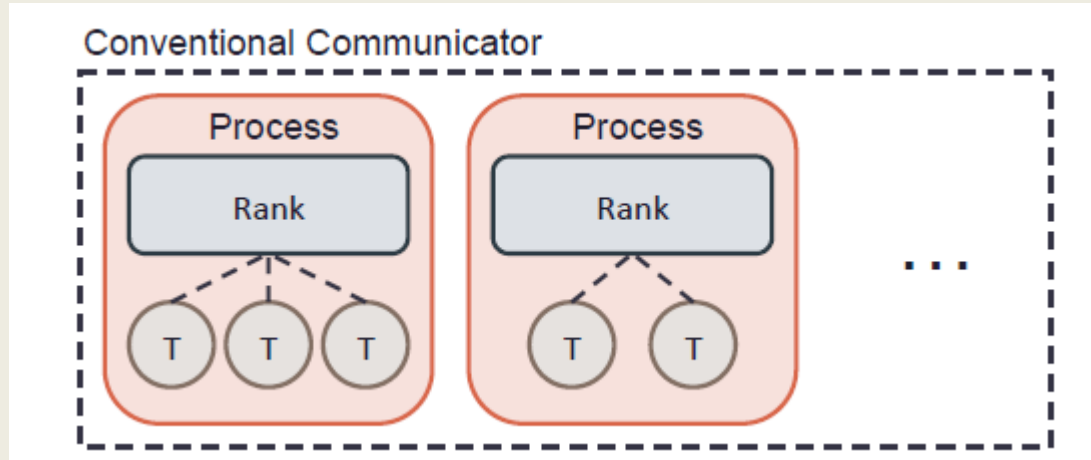 Conventional Communicator
Process Process
Rank Rank
. . .
T T T T T